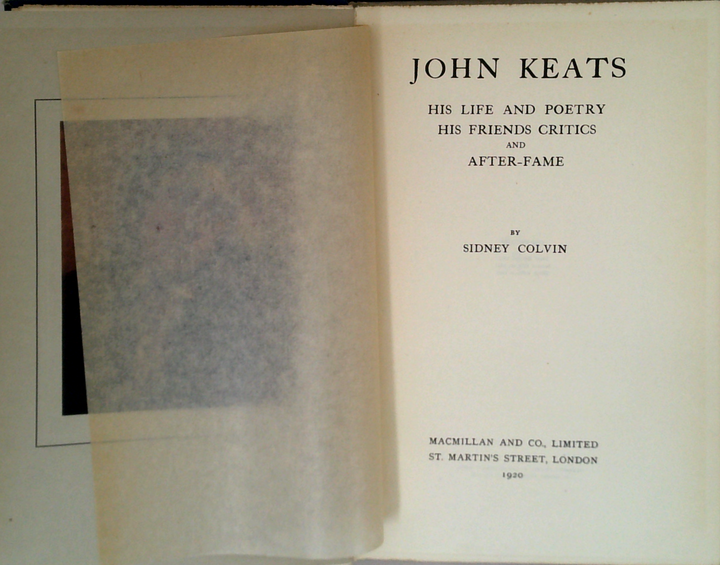 JOHN KEATS
HIS LIFE AND POETRY
HIS FRIENDS CRITICS
AND
AFTER-FAME
BY
SIDNEY COLVIN
MACMILLAN AND CO., LIMITED
ST. MARTIN'S STREET, LONDON
1920